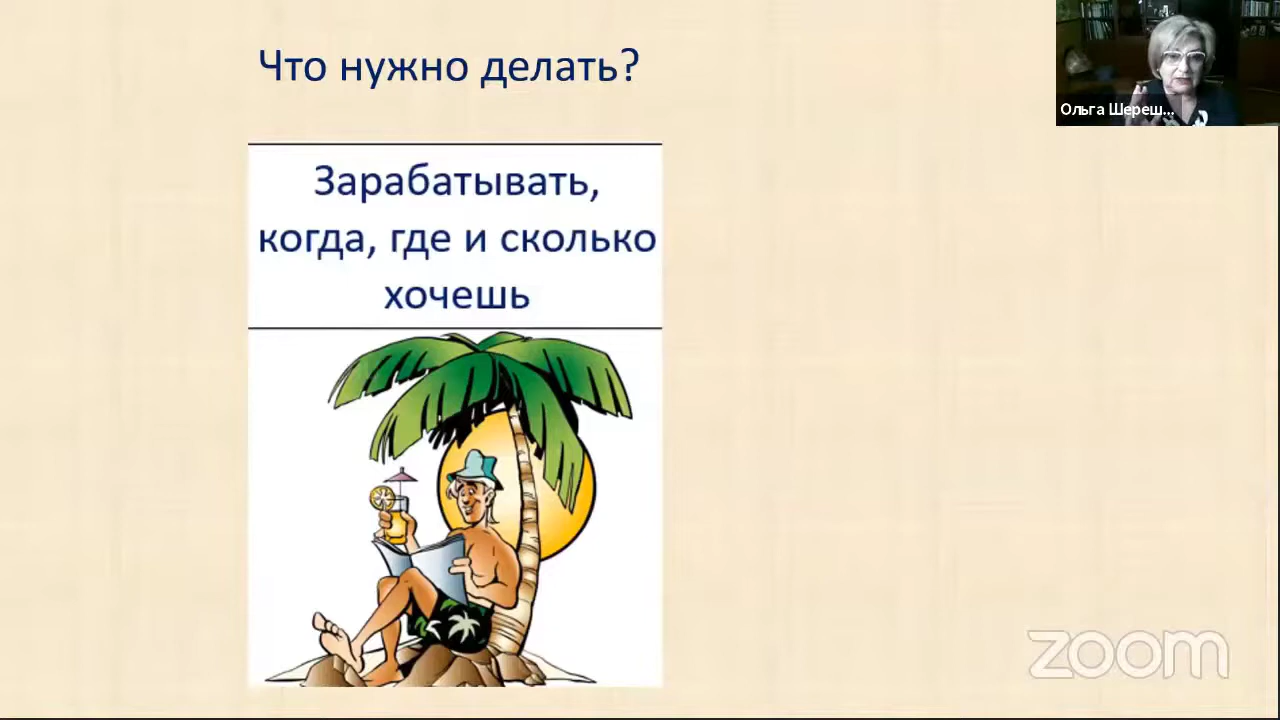 Что нужно делать?
Ольга Шереш...
Зарабатывать,
когда, где и сколько
хочешь
zoom